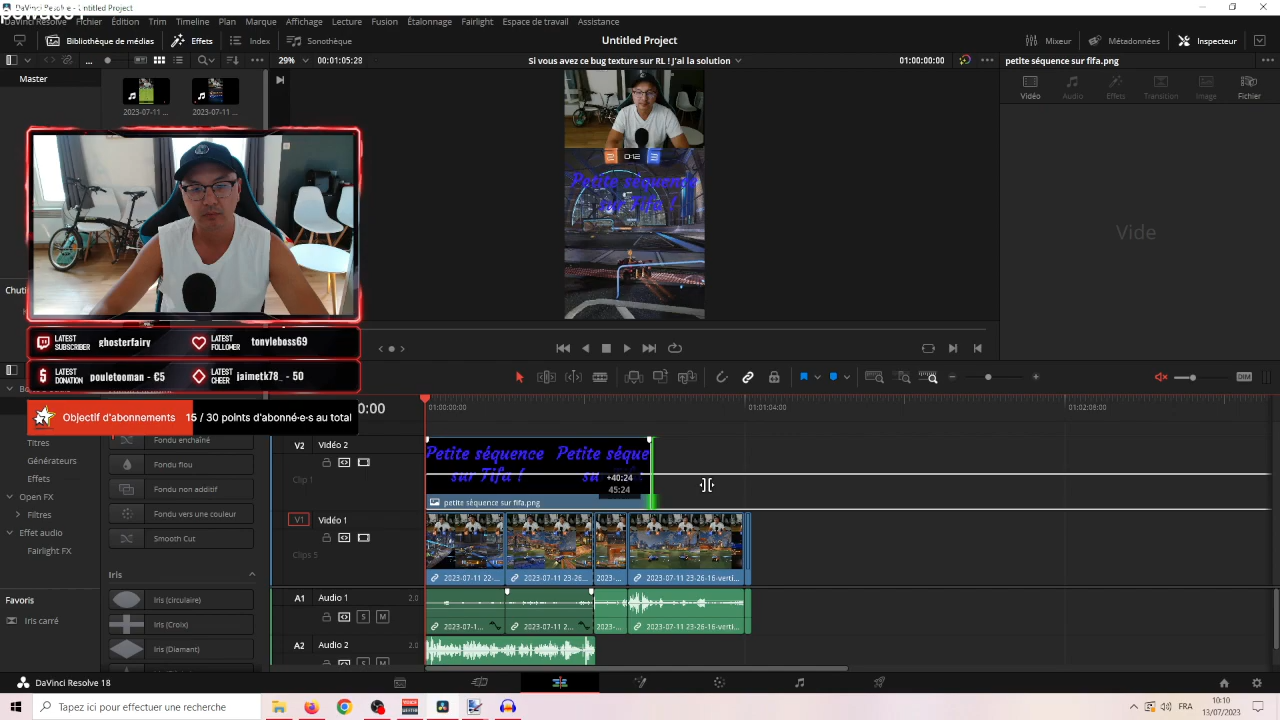 DaVinci Resolve - Untitled Project
DaVinci Resolve Fichier Édition Trim Timeline Plan Marque Affichage Lecture Fusion Étalonnage Fairlight Espace de travail Assistance
Bibliothèque de médias Effets Index Sonothèque Untitled Project Mixeur Métadonnées Inspecteur
29% 00:01:05:28 Si vous avez ce bug texture sur RL ! J'ai la solution 01:00:00:00 petite séquence sur fifa.png
Master
Vidéo Audio Effets Transition Image Fichier
2023-07-11 ... 2023-07-11 ...
2 0:12 2
Petite séquence
sur Fifa !
Vide
LATEST SUBSCRIBER ghosterfairy LATEST FOLLOWER tonyleboss69
LATEST DONATION pouletooman - €5 LATEST CHEER jaimetk78_ - 50
DIM
Objectif d'abonnements 15 / 30 points d'abonné·e·s au total
01:00:00:00 01:01:04:00 01:02:08:00
Titres
Générateurs
Effets
Open FX
Filtres
Effet audio
Fairlight FX
Favoris
Iris carré
Fondu enchaîné
Fondu flou
Fondu non additif
Fondu vers une couleur
Smooth Cut
Iris
Iris (circulaire)
Iris (Croix)
Iris (Diamant)
V2 Vidéo 2
Clip 1
Petite séquence Petite séque
sur Fifa !
+40:24
45:24
petite séquence sur fifa.png
V1 Vidéo 1
Clips 5
2023-07-11 22-... 2023-07-11 23-26... 2023-... 2023-07-11 23-26-16-verti...
A1 Audio 1 2.0
S M
2023-07-1... 2023-07-11 2... 2023-... 2023-07-11 23-26-16-verti...
A2 Audio 2 2.0
DaVinci Resolve 18
Tapez ici pour effectuer une recherche
FRA
10:10
13/07/2023